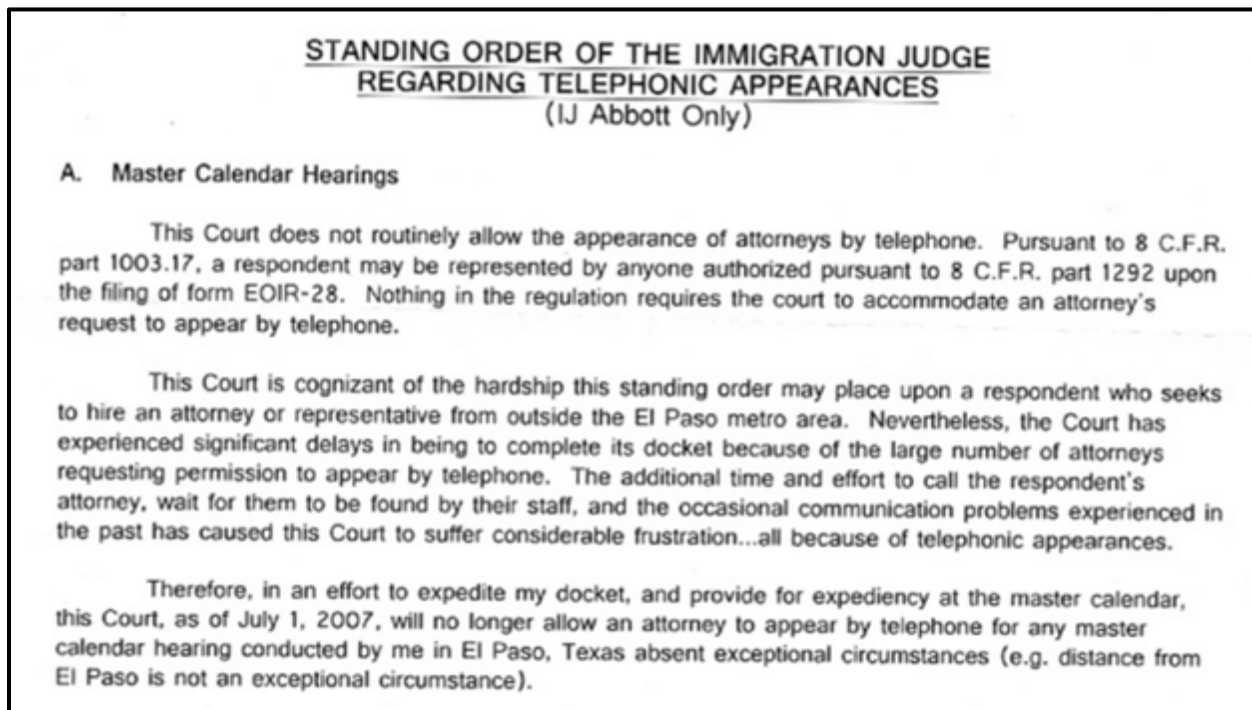 STANDING ORDER OF THE IMMIGRATION JUDGE
REGARDING TELEPHONIC APPEARANCES
(IJ Abbott Only)
A. Master Calendar Hearings
This Court does not routinely allow the appearance of attorneys by telephone. Pursuant to 8 C.F.R.
part 1003.17, a respondent may be represented by anyone authorized pursuant to 8 C.F.R. part 1292 upon
the filing of form EOIR-28. Nothing in the regulation requires the court to accommodate an attorney's
request to appear by telephone.
This Court is cognizant of the hardship this standing order may place upon a respondent who seeks
to hire an attorney or representative from outside the El Paso metro area. Nevertheless, the Court has
experienced significant delays in being to complete its docket because of the large number of attorneys
requesting permission to appear by telephone. The additional time and effort to call the respondent's
attorney, wait for them to be found by their staff, and the occasional communication problems experienced in
the past has caused this Court to suffer considerable frustration...all because of telephonic appearances.
Therefore, in an effort to expedite my docket, and provide for expediency at the master calendar,
this Court, as of July 1, 2007, will no longer allow an attorney to appear by telephone for any master
calendar hearing conducted by me in El Paso, Texas absent exceptional circumstances (e.g. distance from
El Paso is not an exceptional circumstance).